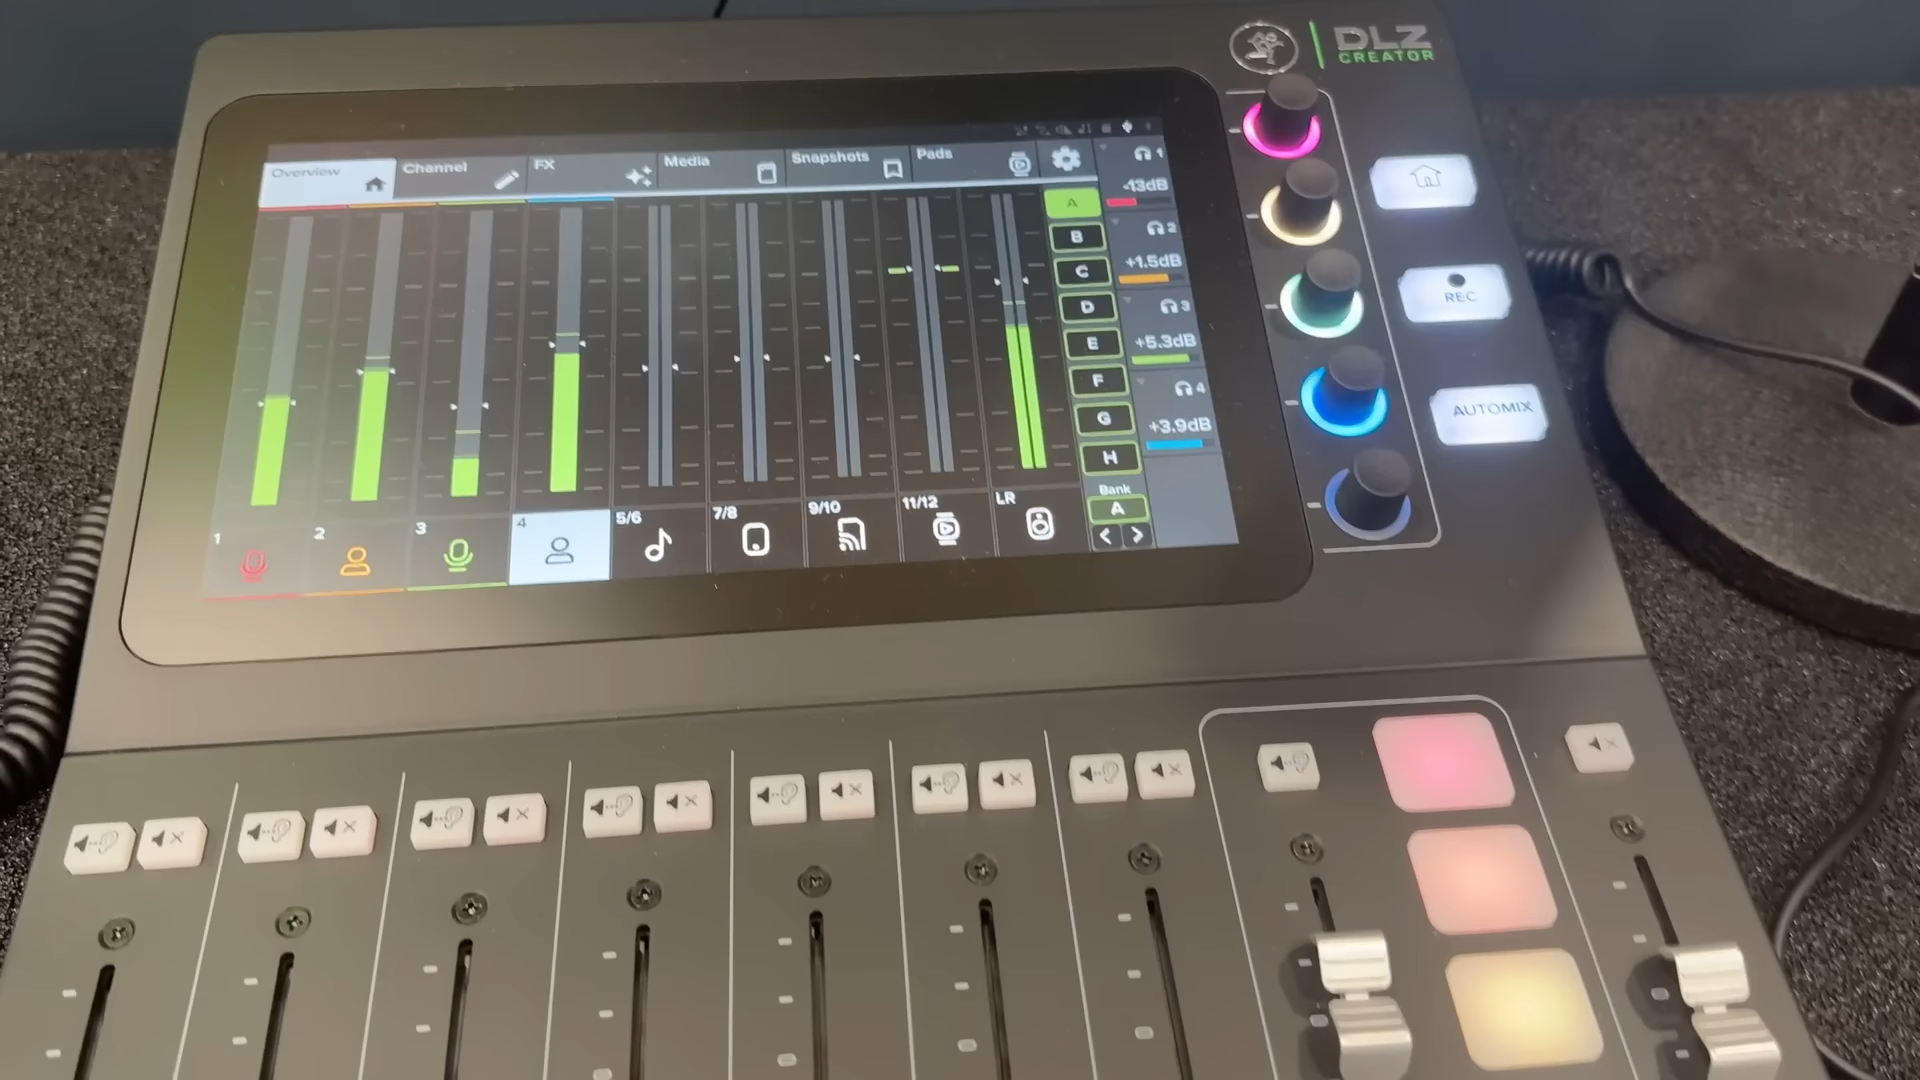 DLZ
CREATOR
Overview
Channel
FX
Media
Snapshots
Pads
1
-13dB
2
+1.5dB
3
+5.3dB
4
+3.9dB
A
B
C
D
E
F
G
H
Bank
A
< >
1
2
3
4
5/6
7/8
9/10
11/12
LR
REC
AUTOMIX